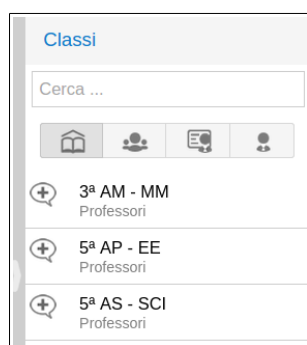 Classi
Cerca ...
3ª AM - MM
Professori
5ª AP - EE
Professori
5ª AS - SCI
Professori